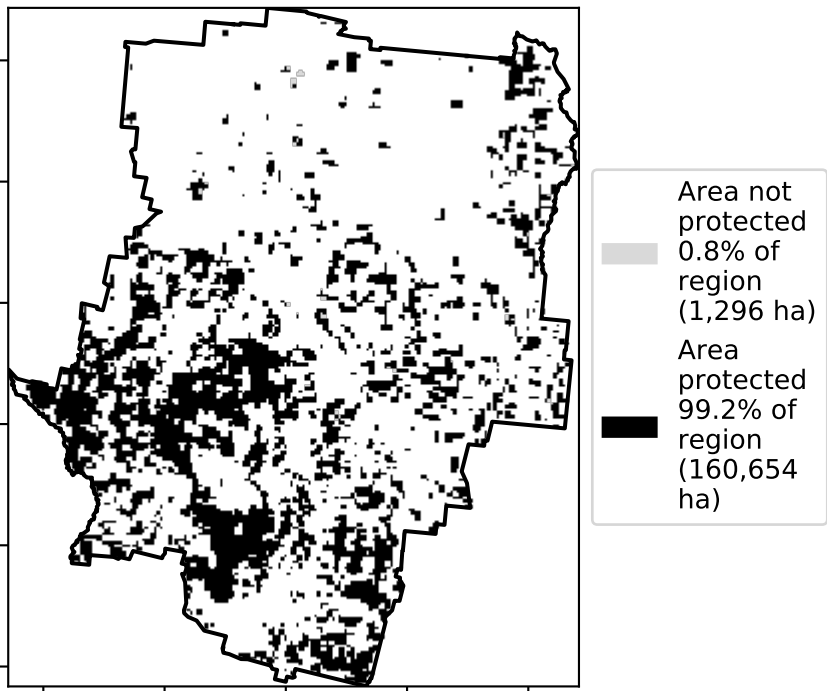 Area not
protected
0.8% of
region
(1,296 ha)
Area
protected
99.2% of
region
(160,654
ha)